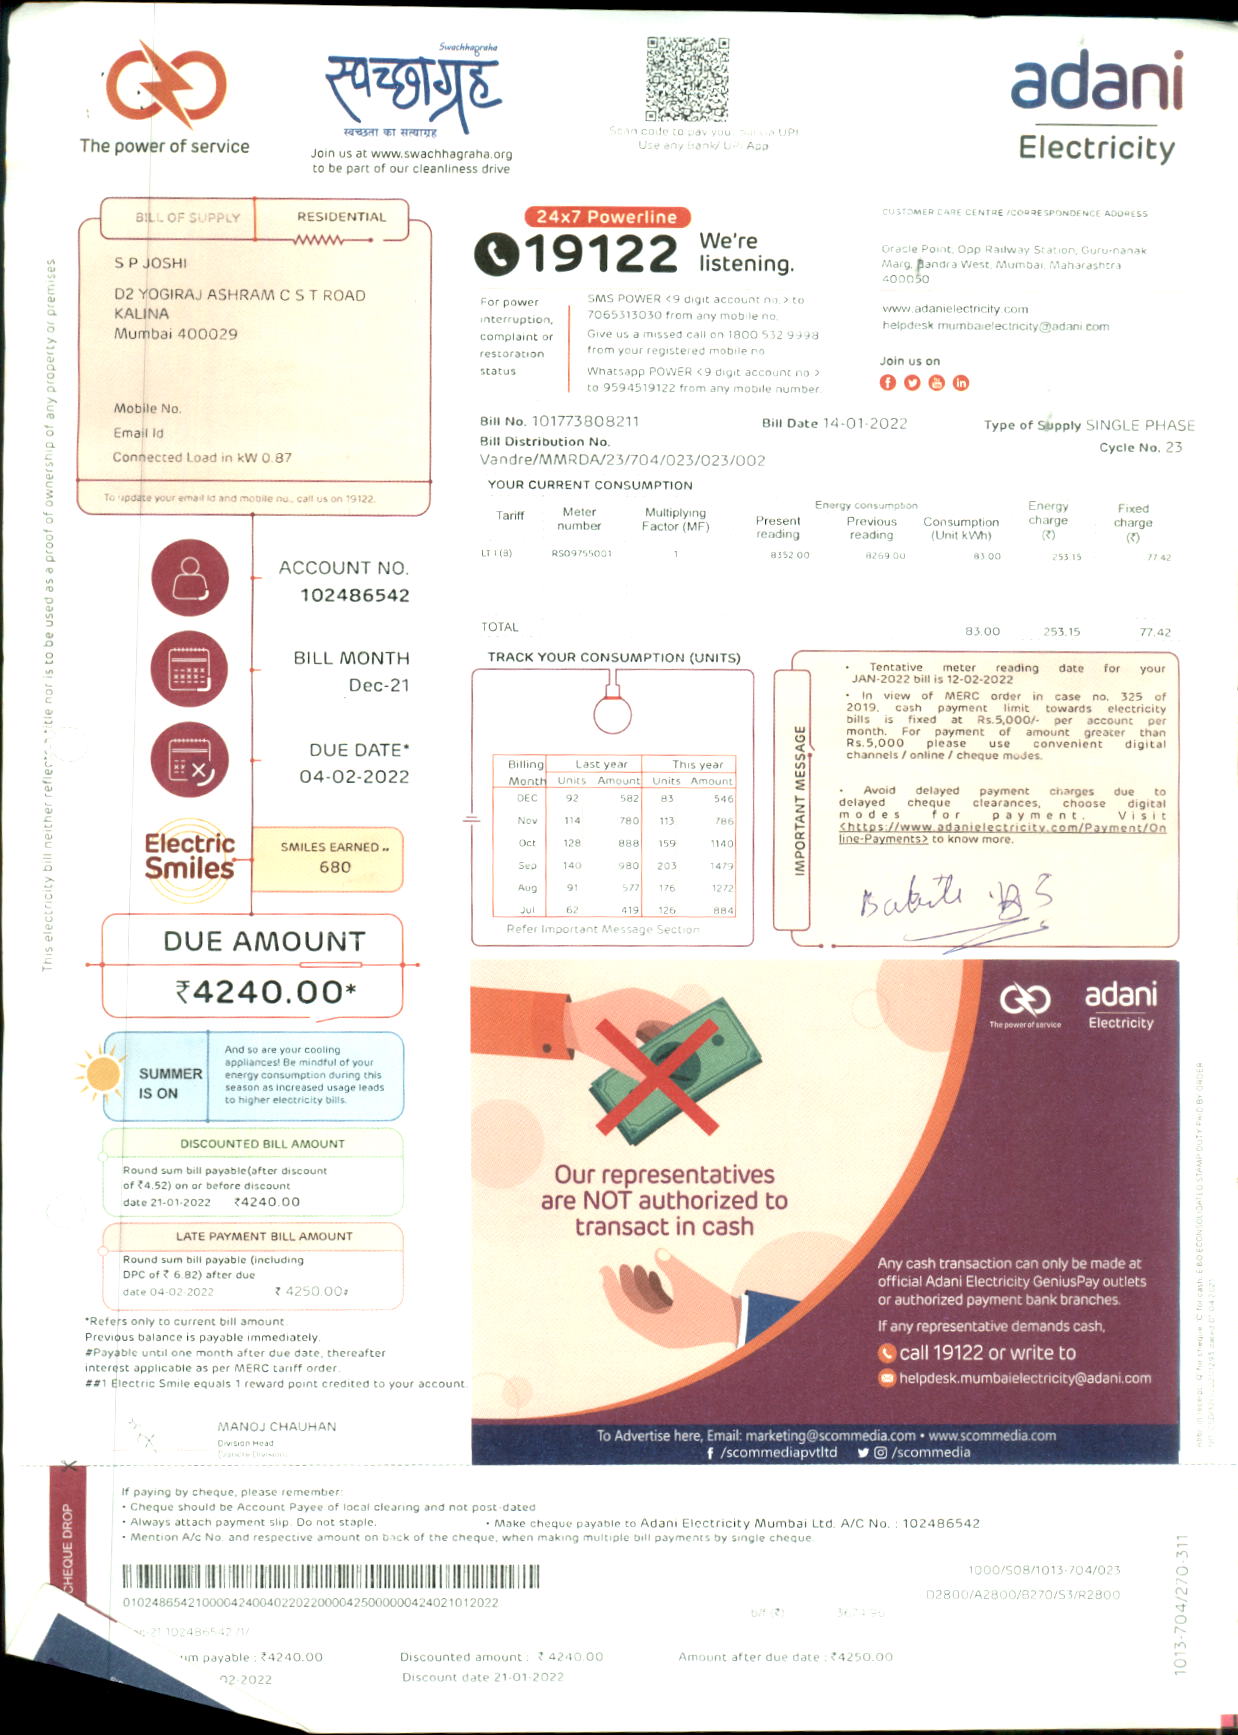 The power of service
Swachhagraha
स्वच्छाग्रह
स्वच्छता का सत्याग्रह
Join us at www.swachhagraha.org
to be part of our cleanliness drive
Scan code to pay your bill via UPI
Use any Bank/ UPI App
adani
Electricity
BILL OF SUPPLY
RESIDENTIAL
S P JOSHI
D2 YOGIRAJ ASHRAM C S T ROAD
KALINA
Mumbai 400029
Mobile No.
Email Id
Connected Load in kW 0.87
To update your email id and mobile no., call us on 19122.
24x7 Powerline
19122
We're
listening.
For power
interruption,
complaint or
restoration
status
SMS POWER <9 digit account no.> to
7065313030 from any mobile no.
Give us a missed call on 1800 532 9998
from your registered mobile no
Whatsapp POWER <9 digit account no >
to 9594519122 from any mobile number
CUSTOMER CARE CENTRE /CORRESPONDENCE ADDRESS
Oracle Point, Opp Railway Station, Guru-nanak
Marg, Bandra West, Mumbai, Maharashtra
400050
www.adanielectricity.com
helpdesk mumbaielectricity@adani.com
Join us on
Bill No. 101773808211
Bill Date 14-01-2022
Type of Supply SINGLE PHASE
Bill Distribution No.
Cycle No. 23
Vandre/MMRDA/23/704/023/023/002
YOUR CURRENT CONSUMPTION
Tariff Meter number Multiplying Factor (MF) Energy consumption Present reading Previous reading Consumption (Unit kWh) Energy charge (₹) Fixed charge (₹)
LT I (B) RS09755001 1 8352.00 8269.00 83.00 253.15 77.42
TOTAL 83.00 253.15 77.42
This electricity bill neither reflects title nor is to be used as a proof of ownership of any property or premises
ACCOUNT NO.
102486542
BILL MONTH
Dec-21
DUE DATE*
04-02-2022
Electric
Smiles
SMILES EARNED ..
680
DUE AMOUNT
₹4240.00*
SUMMER
IS ON
And so are your cooling
appliances! Be mindful of your
energy consumption during this
season as increased usage leads
to higher electricity bills.
DISCOUNTED BILL AMOUNT
Round sum bill payable(after discount
of ₹4.52) on or before discount
date 21-01-2022 ₹4240.00
LATE PAYMENT BILL AMOUNT
Round sum bill payable (including
DPC of ₹ 6.82) after due
date 04-02-2022 ₹ 4250.00#
*Refers only to current bill amount
Previous balance is payable immediately.
#Payable until one month after due date, thereafter
interest applicable as per MERC tariff order.
##1 Electric Smile equals 1 reward point credited to your account.
MANOJ CHAUHAN
Division Head
TRACK YOUR CONSUMPTION (UNITS)
Billing Last year This year
Month Units Amount Units Amount
DEC 92 582 83 546
Nov 114 780 113 786
Oct 128 888 159 1140
Sep 140 980 203 1479
Aug 91 577 176 1272
Jul 62 419 126 884
Refer Important Message Section
IMPORTANT MESSAGE
• Tentative meter reading date for your
JAN-2022 bill is 12-02-2022
• In view of MERC order in case no. 325 of
2019, cash payment limit towards electricity
bills is fixed at Rs.5,000/- per account per
month. For payment of amount greater than
Rs.5,000 please use convenient digital
channels / online / cheque modes.
• Avoid delayed payment charges due to
delayed cheque clearances, choose digital
modes for payment. Visit
<https://www.adanielectricity.com/Payment/On
line-Payments> to know more.
The power of service
adani
Electricity
Our representatives
are NOT authorized to
transact in cash
Any cash transaction can only be made at
official Adani Electricity GeniusPay outlets
or authorized payment bank branches.
If any representative demands cash,
call 19122 or write to
helpdesk.mumbaielectricity@adani.com
To Advertise here, Email: marketing@scommedia.com • www.scommedia.com
/scommediapvtltd /scommedia
CHEQUE DROP
If paying by cheque, please remember:
• Cheque should be Account Payee of local clearing and not post-dated
• Always attach payment slip. Do not staple.
• Make cheque payable to Adani Electricity Mumbai Ltd. A/C No. : 102486542
• Mention A/c No. and respective amount on back of the cheque, when making multiple bill payments by single cheque.
1000/S08/1013-704/023
D2800/A2800/B270/S3/R2800
b/f (₹)
um payable : ₹4240.00
Discounted amount : ₹ 4240.00
Amount after due date : ₹4250.00
02-2022
Discount date 21-01-2022
1013-704/270-311